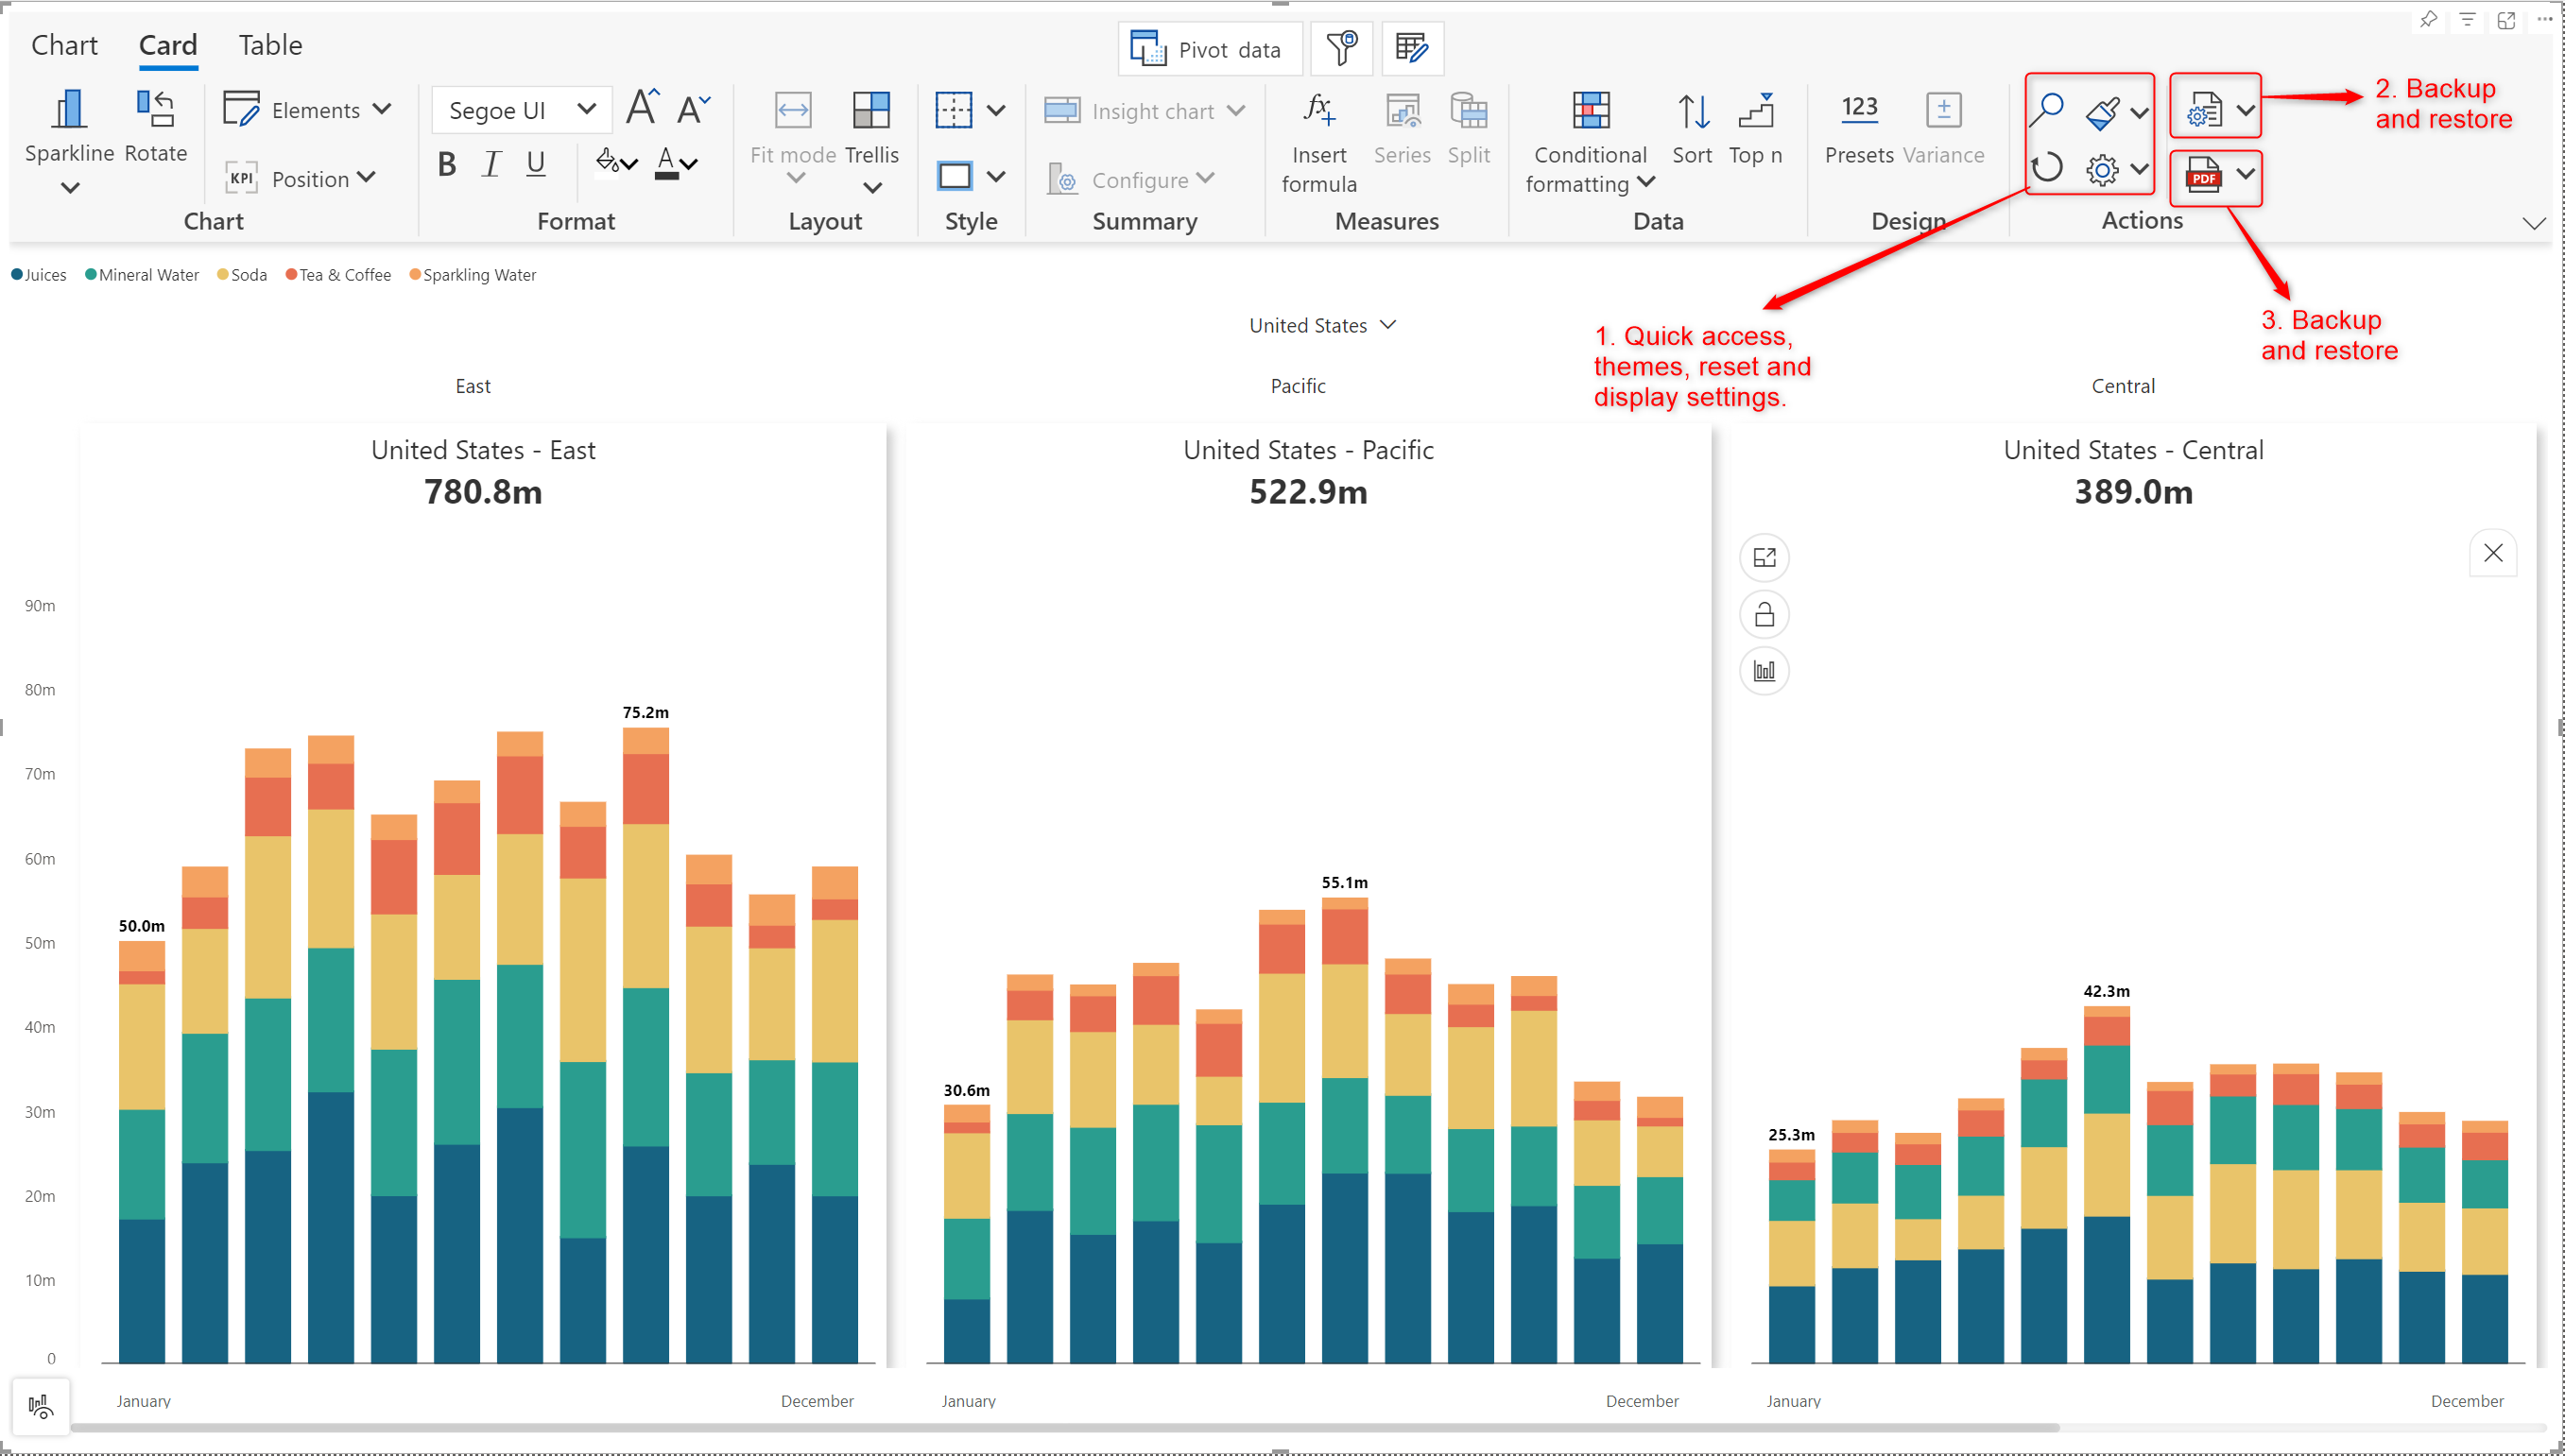 Chart Card Table
Pivot data
Sparkline Rotate Elements
KPI Position
Chart
Segoe UI A A
B I U A
Format
Fit mode Trellis
Layout
Style
Insight chart
Configure
Summary
fx
Insert formula Series Split
Measures
Conditional formatting Sort Top n
Data
123
Presets Variance
Design
PDF
Actions
2. Backup
and restore
1. Quick access,
themes, reset and
display settings.
3. Backup
and restore
Juices Mineral Water Soda Tea & Coffee Sparkling Water
United States
East Pacific Central
United States - East
780.8m
United States - Pacific
522.9m
United States - Central
389.0m
90m
80m
70m
60m
50m
40m
30m
20m
10m
0
50.0m
75.2m
30.6m
55.1m
25.3m
42.3m
January December
January December
January December